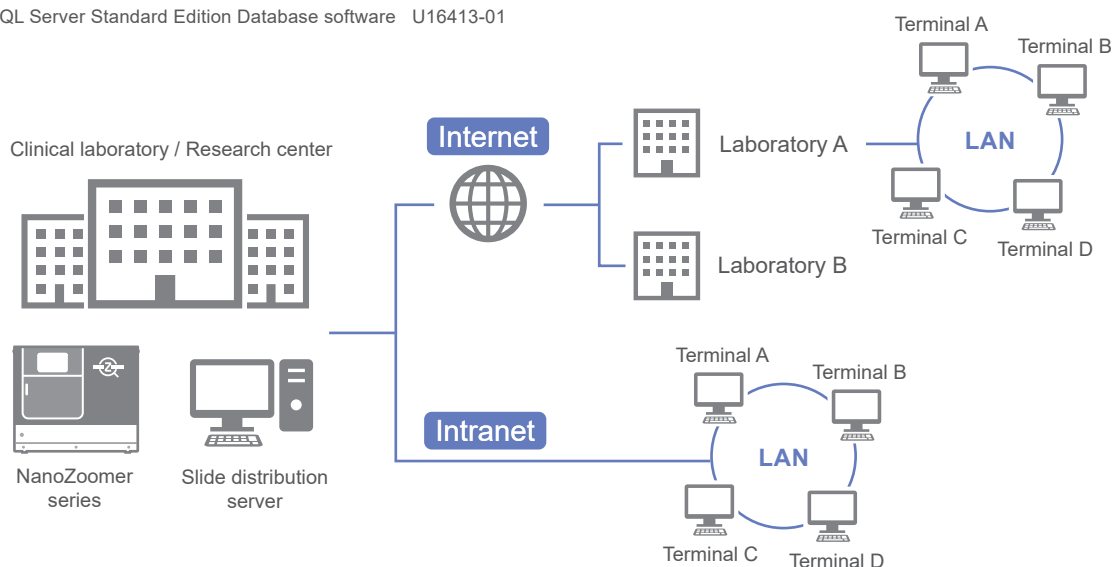 QL Server Standard Edition Database software U16413-01
Terminal A
Terminal B
Internet
LAN
Clinical laboratory / Research center
Laboratory A
Terminal C
Terminal D
Laboratory B
Terminal A
Terminal B
Intranet
LAN
NanoZoomer
series
Slide distribution
server
Terminal C
Terminal D